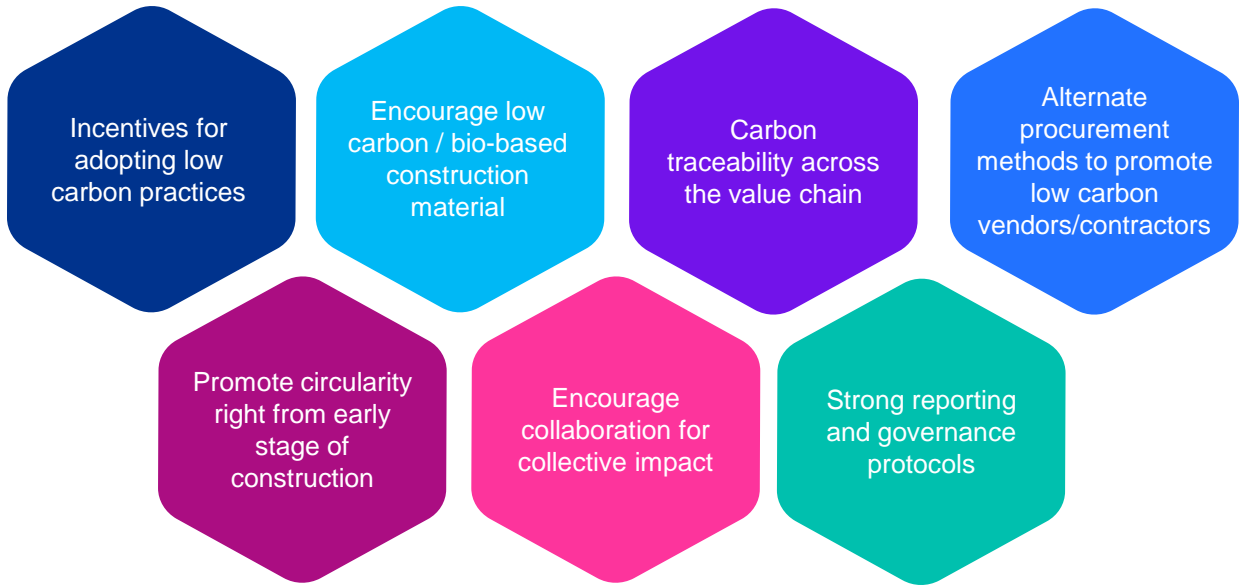 Incentives for
adopting low
carbon practices
Encourage low
carbon / bio-based
construction
material
Carbon
traceability across
the value chain
Alternate
procurement
methods to promote
low carbon
vendors/contractors
Promote circularity
right from early
stage of
construction
Encourage
collaboration for
collective impact
Strong reporting
and governance
protocols